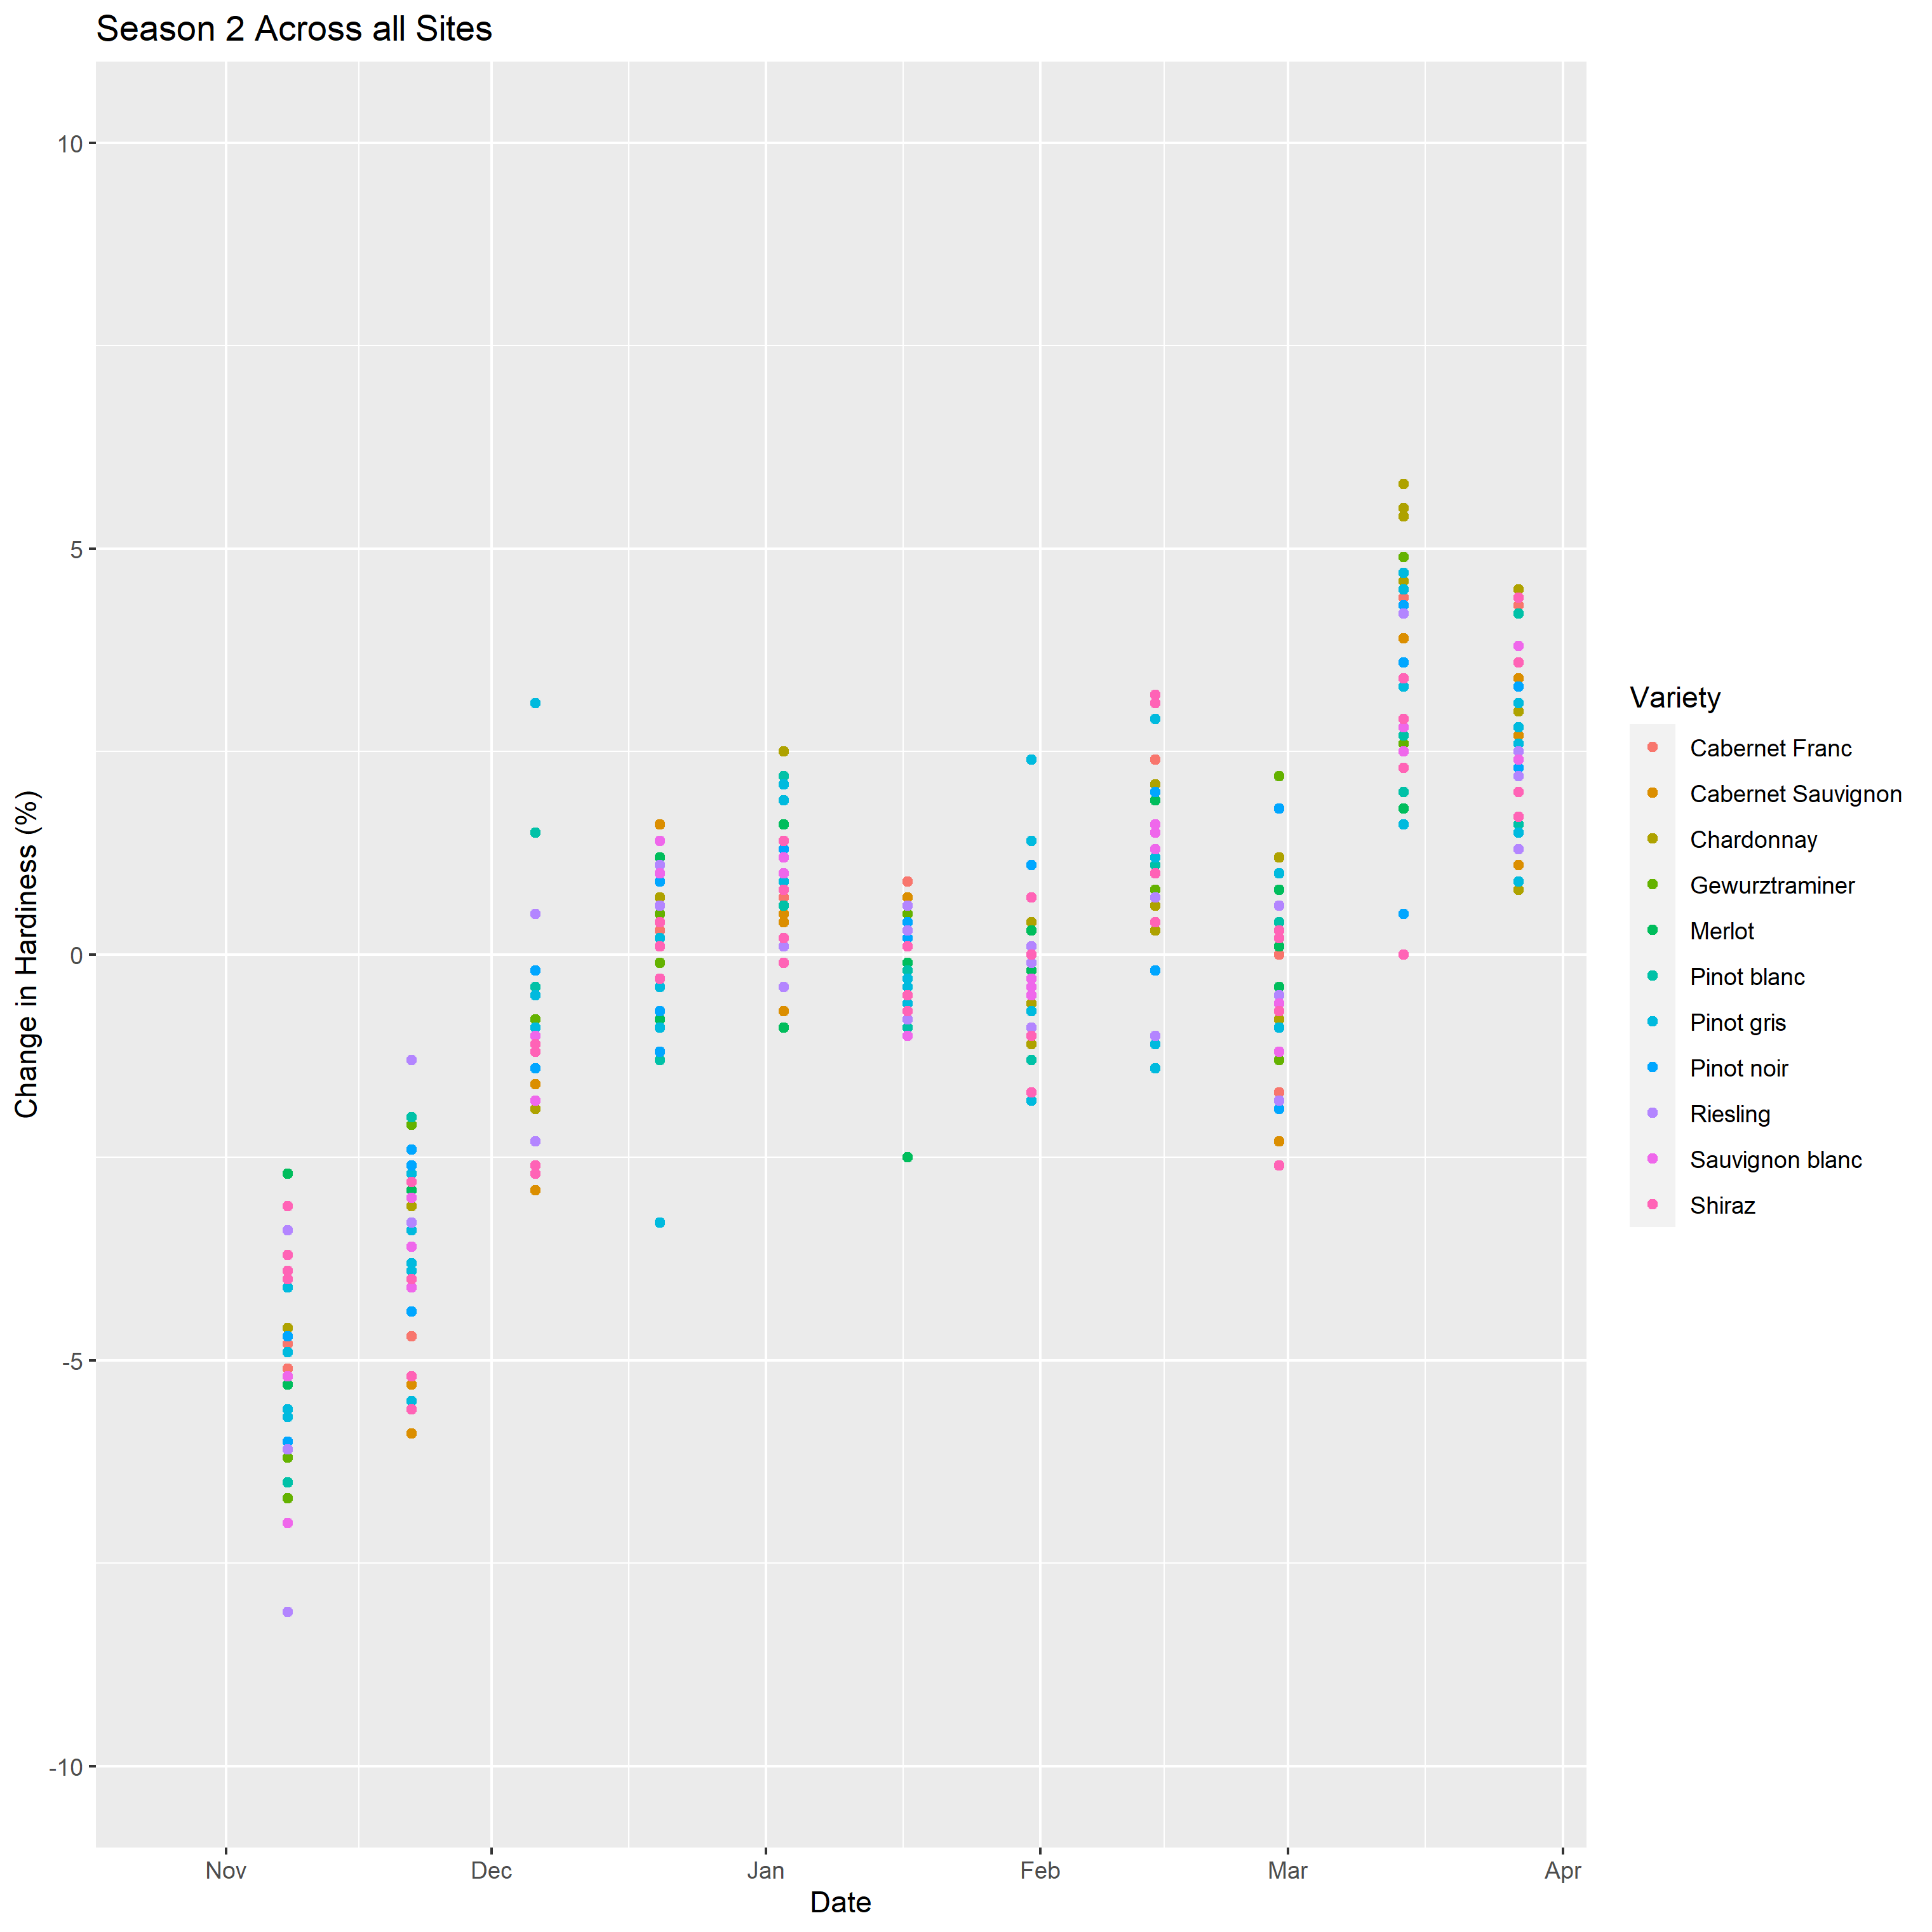 Season 2 Across all Sites
Change in Hardiness (%)
10
5
0
-5
-10
Nov Dec Jan Feb Mar Apr
Date
Variety
Cabernet Franc
Cabernet Sauvignon
Chardonnay
Gewurztraminer
Merlot
Pinot blanc
Pinot gris
Pinot noir
Riesling
Sauvignon blanc
Shiraz